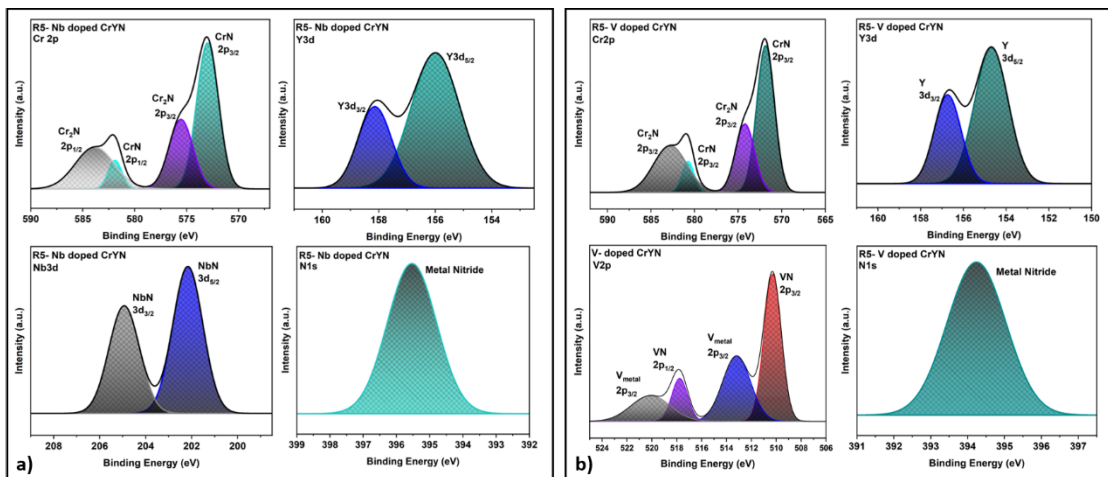 R5- Nb doped CrYN
Cr 2p
CrN
2p3/2
Cr2N
2p3/2
Cr2N
2p1/2
CrN
2p1/2
Intensity (a.u.)
590 585 580 575 570
Binding Energy (eV)
R5- Nb doped CrYN
Y3d
Y3d5/2
Y3d3/2
Intensity (a.u.)
160 158 156 154
Binding Energy (eV)
R5- Nb doped CrYN
Nb3d
NbN
3d5/2
NbN
3d3/2
Intensity (a.u.)
208 206 204 202 200
Binding Energy (eV)
R5- Nb doped CrYN
N1s
Metal Nitride
Intensity (a.u.)
399 398 397 396 395 394 393 392
Binding Energy (eV)
a)
R5- V doped CrYN
Cr2p
CrN
2p3/2
Cr2N
2p3/2
Cr2N
2p3/2
CrN
2p3/2
Intensity (a.u.)
590 585 580 575 570 565
Binding Energy (eV)
R5- V doped CrYN
Y3d
Y
3d5/2
Y
3d3/2
Intensity (a.u.)
160 158 156 154 152 150
Binding Energy (eV)
V- doped CrYN
V2p
VN
2p3/2
Vmetal
2p3/2
VN
2p1/2
Vmetal
2p3/2
Intensity (a.u.)
524 522 520 518 516 514 512 510 508 506
Binding Energy (eV)
R5- V doped CrYN
N1s
Metal Nitride
Intensity (a.u.)
391 392 393 394 395 396 397
Binding Energy (eV)
b)